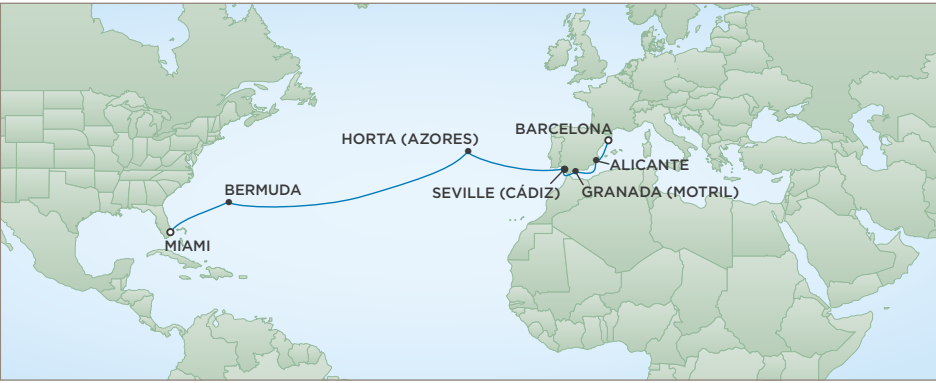 BARCELONA
HORTA (AZORES)
ALICANTE
BERMUDA
SEVILLE (CÁDIZ)
GRANADA (MOTRIL)
MIAMI